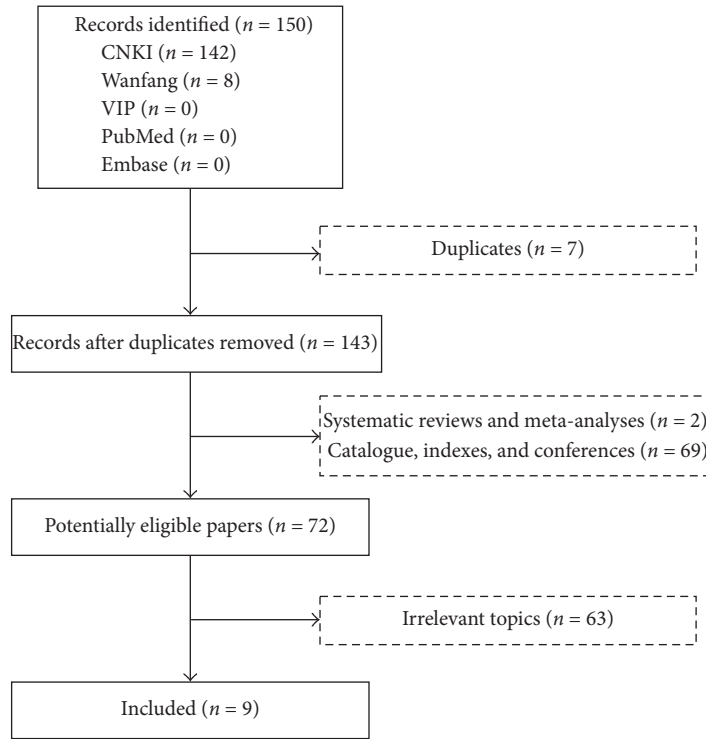 Records identified (n = 150)
CNKI (n = 142)
Wanfang (n = 8)
VIP (n = 0)
PubMed (n = 0)
Embase (n = 0)
Duplicates (n = 7)
Records after duplicates removed (n = 143)
Systematic reviews and meta-analyses (n = 2)
Catalogue, indexes, and conferences (n = 69)
Potentially eligible papers (n = 72)
Irrelevant topics (n = 63)
Included (n = 9)